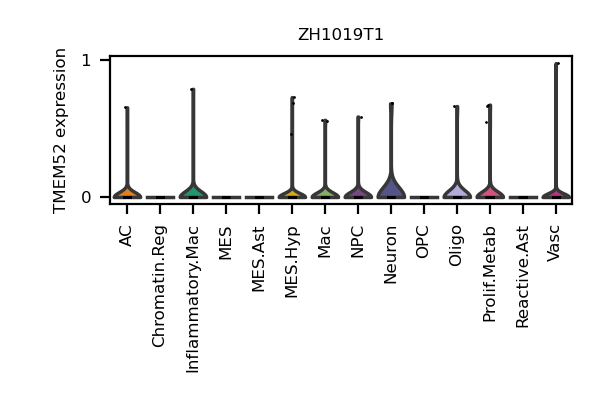 ZH1019T1
TMEM52 expression
1
0
AC
Chromatin.Reg
Inflammatory.Mac
MES
MES.Ast
MES.Hyp
Mac
NPC
Neuron
OPC
Oligo
Prolif.Metab
Reactive.Ast
Vasc